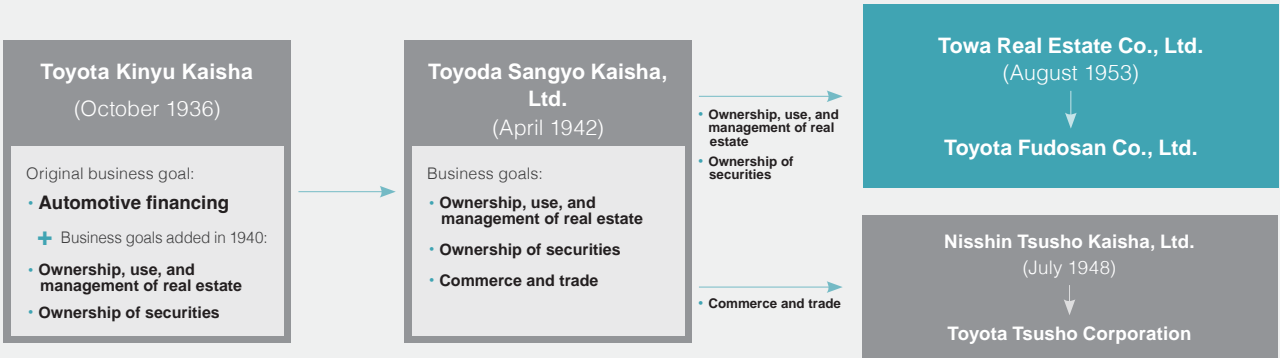 Toyota Kinyu Kaisha
(October 1936)
Original business goal:
• Automotive financing
+ Business goals added in 1940:
• Ownership, use, and
management of real estate
• Ownership of securities
Toyoda Sangyo Kaisha,
Ltd.
(April 1942)
Business goals:
• Ownership, use, and
management of real estate
• Ownership of securities
• Commerce and trade
• Ownership, use, and
management of real
estate
• Ownership of
securities
• Commerce and trade
Towa Real Estate Co., Ltd.
(August 1953)
Toyota Fudosan Co., Ltd.
Nisshin Tsusho Kaisha, Ltd.
(July 1948)
Toyota Tsusho Corporation